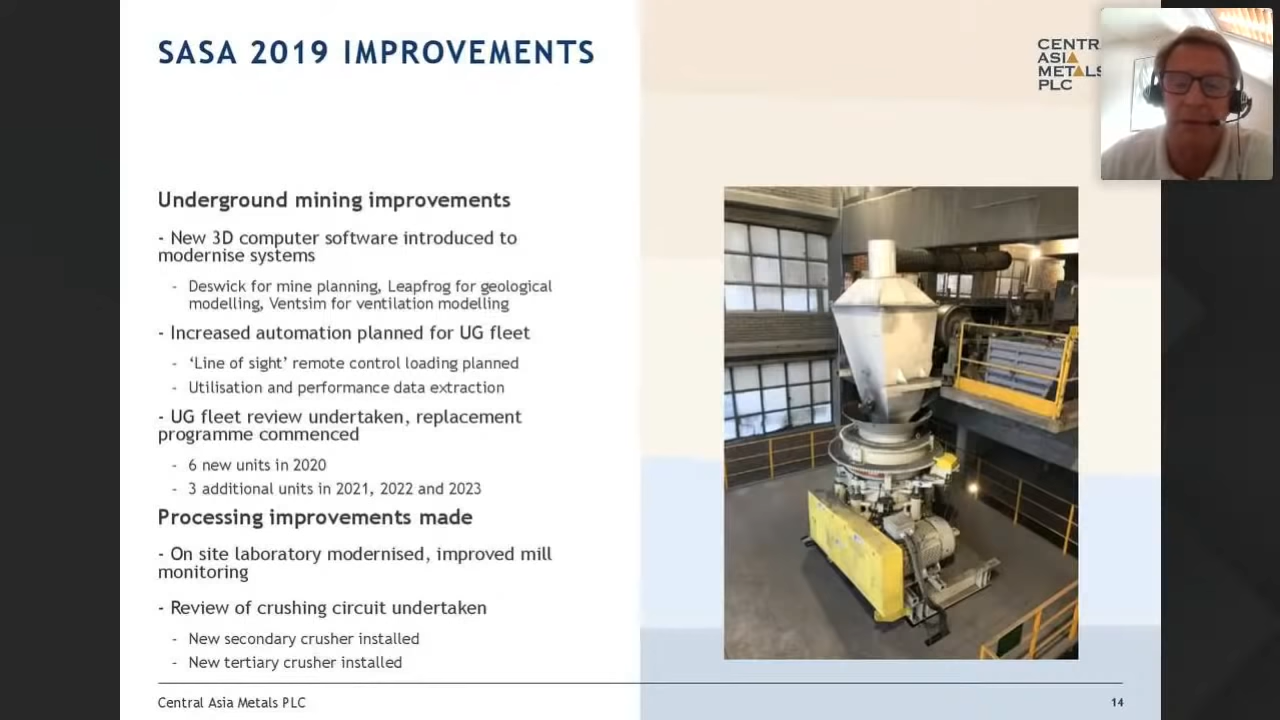 SASA 2019 IMPROVEMENTS
CENTR
ASIA
METALS
PLC
Underground mining improvements
- New 3D computer software introduced to
modernise systems
- Deswick for mine planning, Leapfrog for geological
modelling, Ventsim for ventilation modelling
- Increased automation planned for UG fleet
- ‘Line of sight’ remote control loading planned
- Utilisation and performance data extraction
- UG fleet review undertaken, replacement
programme commenced
- 6 new units in 2020
- 3 additional units in 2021, 2022 and 2023
Processing improvements made
- On site laboratory modernised, improved mill
monitoring
- Review of crushing circuit undertaken
- New secondary crusher installed
- New tertiary crusher installed
Central Asia Metals PLC
14